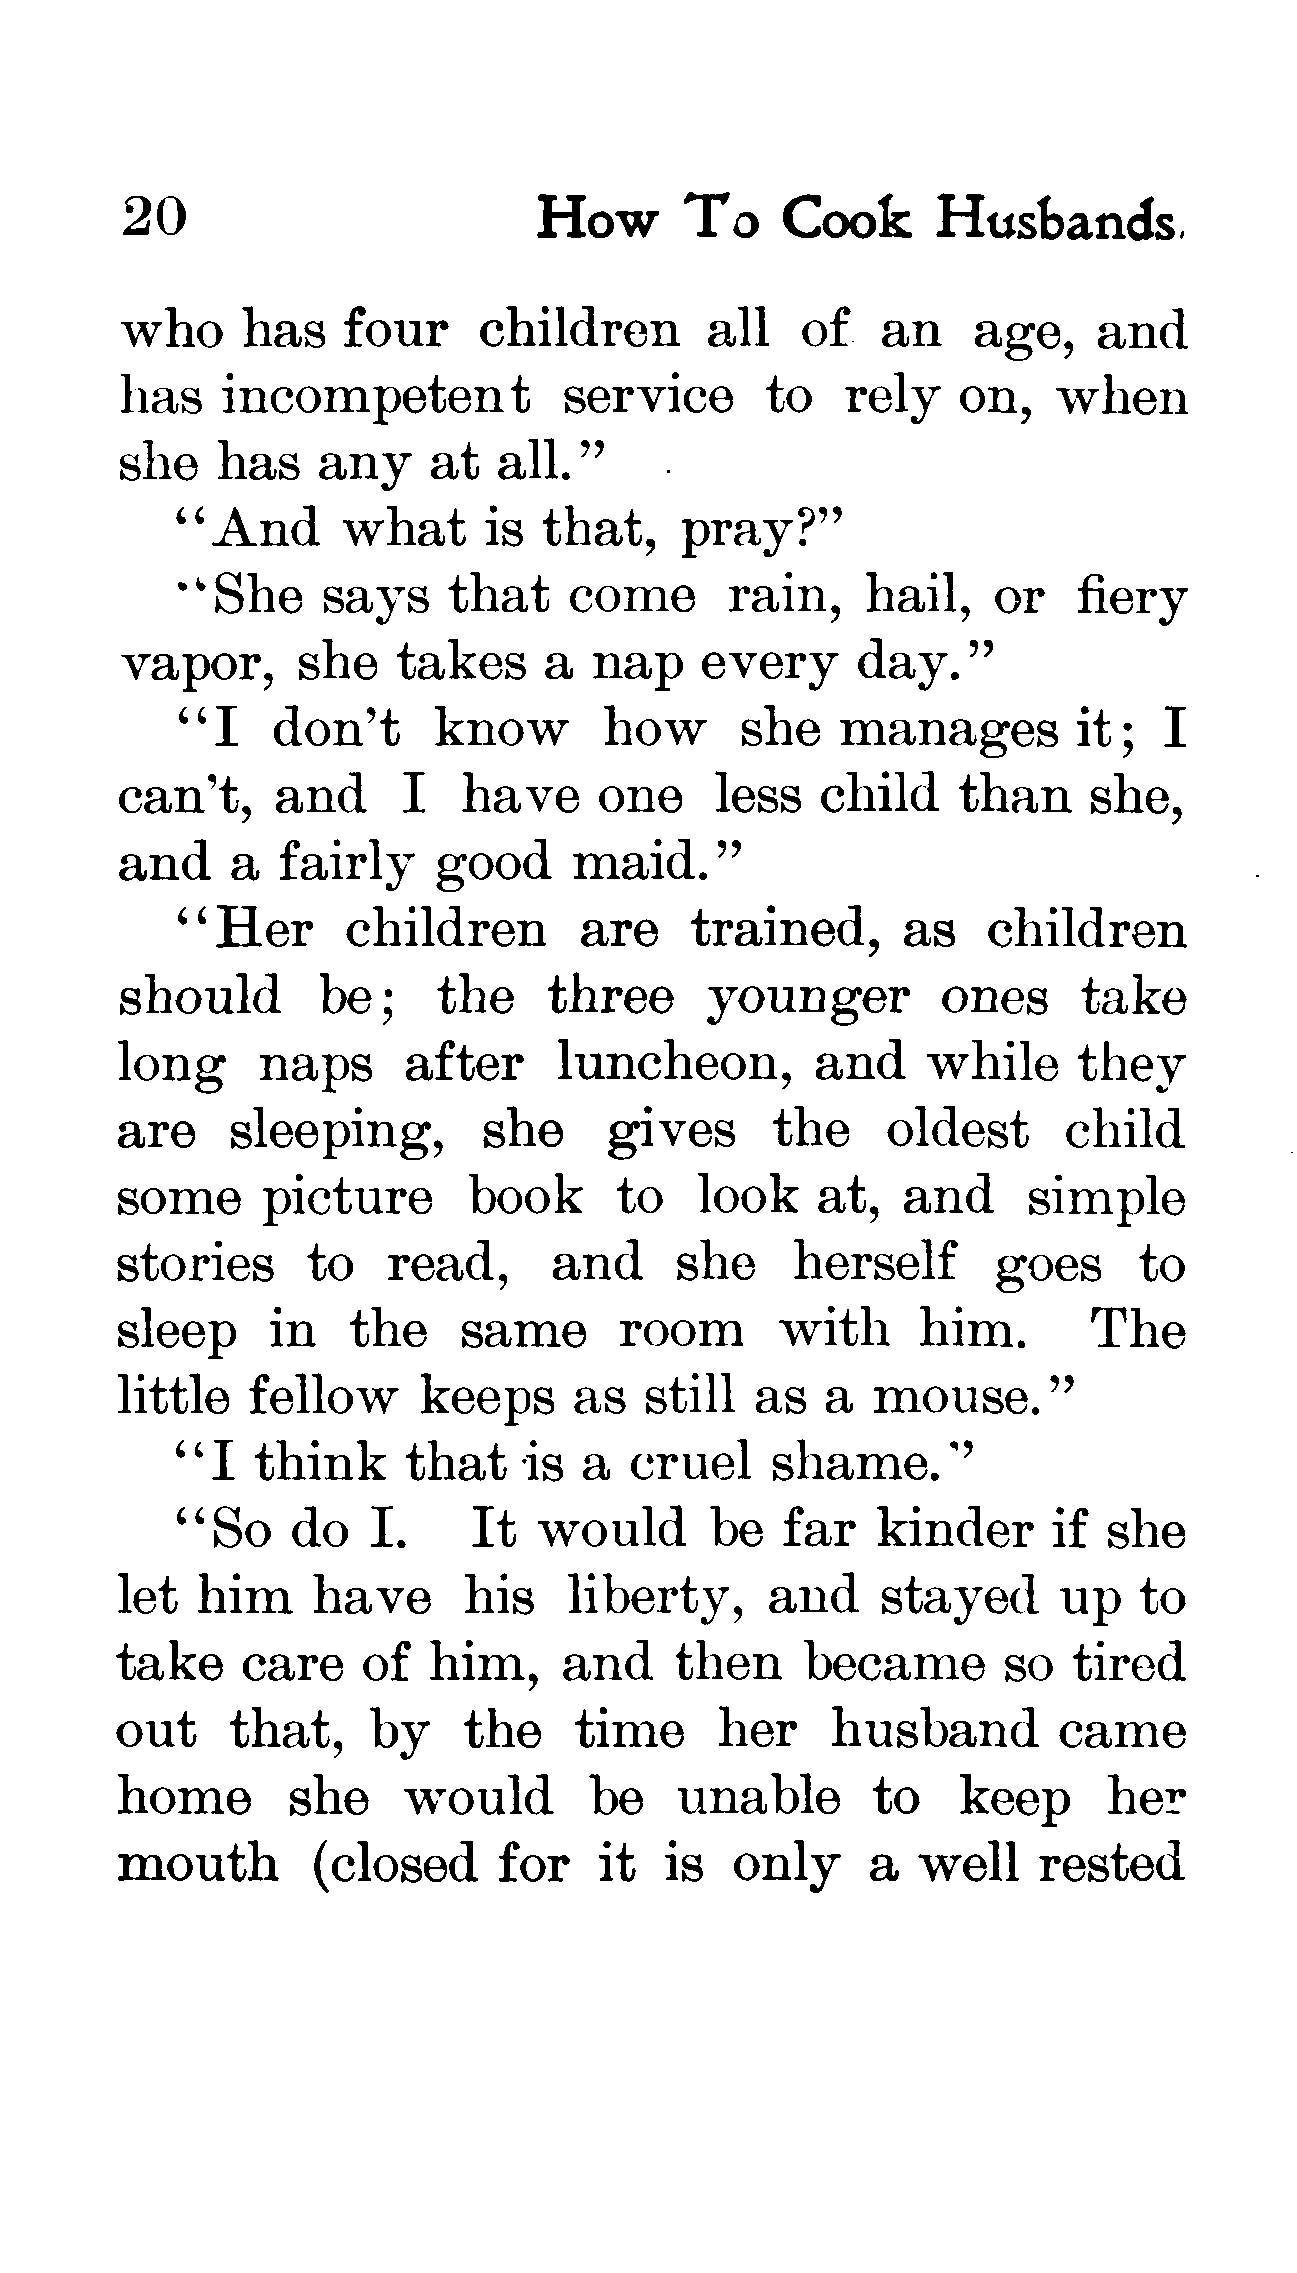 20 How To Cook Husbands.
who has four children all of an age, and
has incompetent service to rely on, when
she has any at all."
"And what is that, pray?"
"She says that come rain, hail, or fiery
vapor, she takes a nap every day."
"I don't know how she manages it; I
can't, and I have one less child than she,
and a fairly good maid."
"Her children are trained, as children
should be; the three younger ones take
long naps after luncheon, and while they
are sleeping, she gives the oldest child
some picture book to look at, and simple
stories to read, and she herself goes to
sleep in the same room with him. The
little fellow keeps as still as a mouse."
"I think that is a cruel shame."
"So do I. It would be far kinder if she
let him have his liberty, and stayed up to
take care of him, and then became so tired
out that, by the time her husband came
home she would be unable to keep her
mouth (closed for it is only a well rested